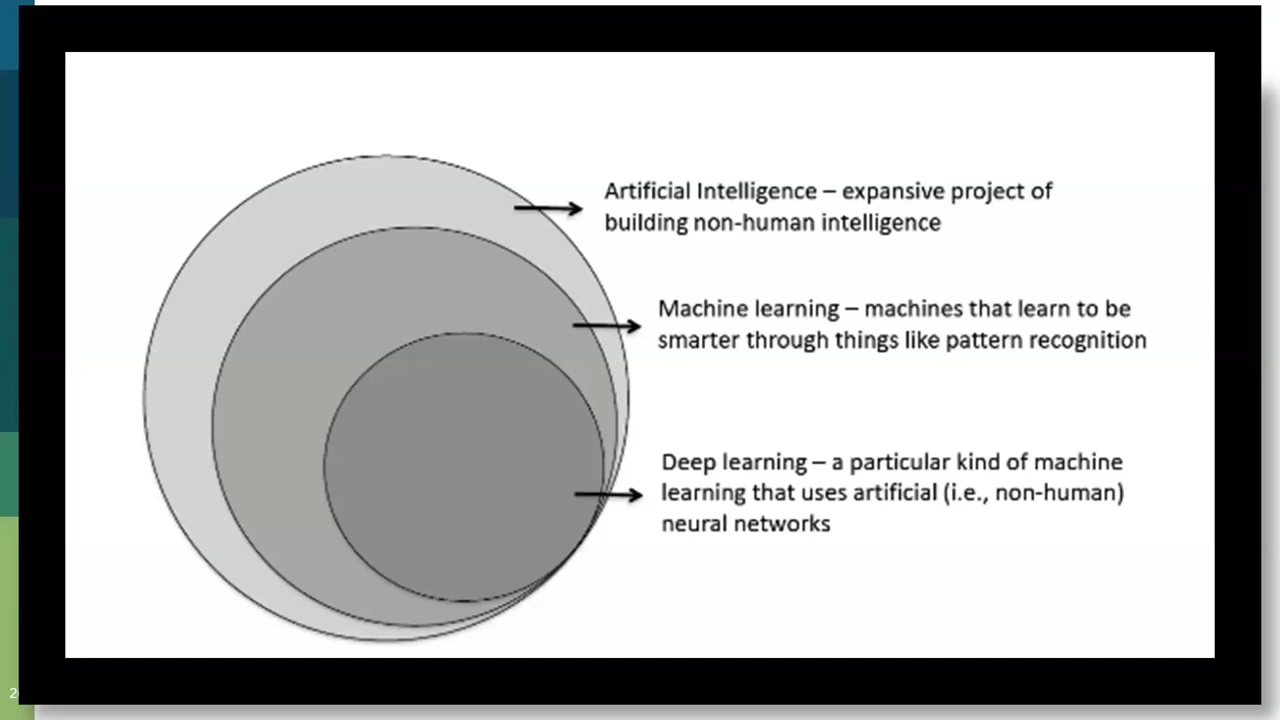 Artificial Intelligence – expansive project of
building non-human intelligence
Machine learning – machines that learn to be
smarter through things like pattern recognition
Deep learning – a particular kind of machine
learning that uses artificial (i.e., non-human)
neural networks